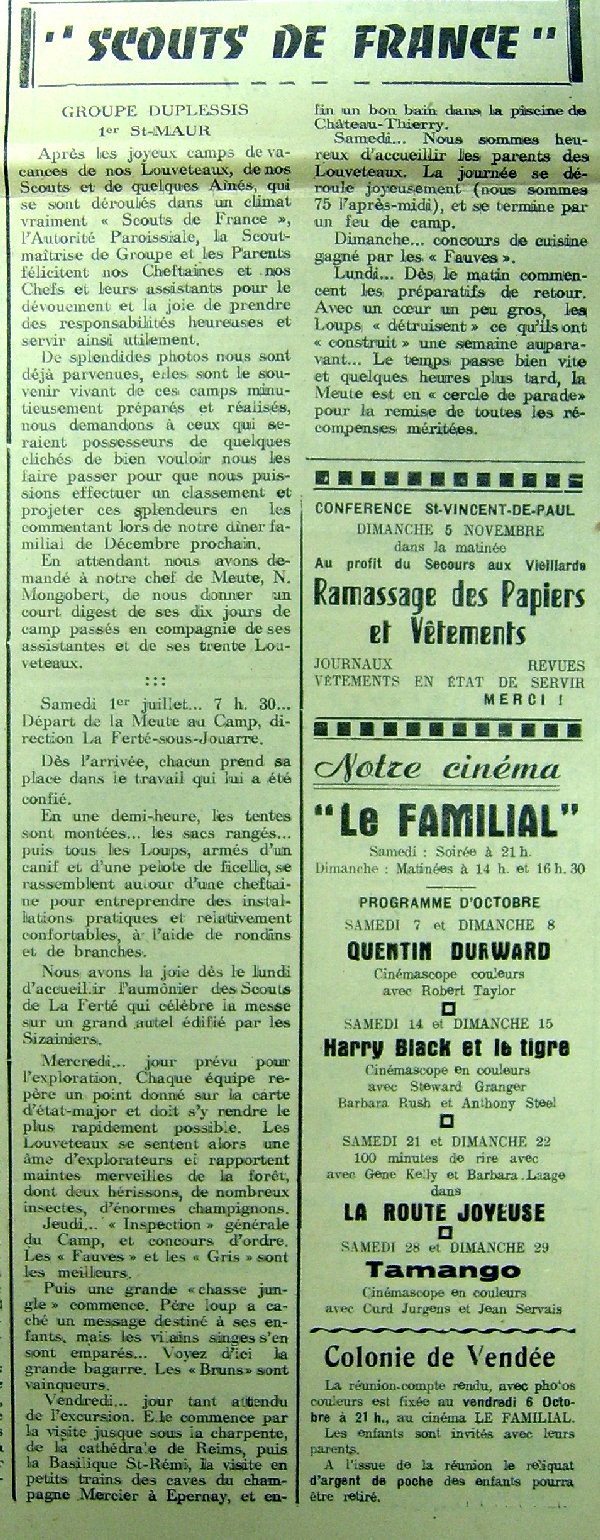 " SCOUTS DE FRANCE "
GROUPE DUPLESSIS
1er St-MAUR
Après les joyeux camps de va-
cances de nos Louveteaux, de nos
Scouts et de quelques Aînés, qui
se sont déroulés dans un climat
vraiment « Scouts de France »,
l'Autorité Paroissiale, la Scout-
maîtrise de Groupe et les Parents
félicitent nos Cheftaines et nos
Chefs et leurs assistants pour le
dévouement et la joie de prendre
des responsabilités heureuses et
servir ainsi utilement.
De splendides photos nous sont
déjà parvenues, elles sont le sou-
venir vivant de ces camps minu-
tieusement préparés et réalisés,
nous demandons à ceux qui se-
raient possesseurs de quelques
clichés de bien vouloir nous les
faire passer pour que nous puis-
sions effectuer un classement et
projeter ces splendeurs en les
commentant lors de notre dîner fa-
milial de Décembre prochain.
En attendant nous avons de-
mandé à notre chef de Meute, N.
Mongobert, de nous donner un
court digest de ses dix jours de
camp passés en compagnie de ses
assistantes et de ses trente Lou-
veteaux.
:::
Samedi 1er juillet... 7 h. 30...
Départ de la Meute au Camp, di-
rection La Ferté-sous-Jouarre.
Dès l'arrivée, chacun prend sa
place dans le travail qui lui a été
confié.
En une demi-heure, les tentes
sont montées... les sacs rangés...
puis tous les Loups, armés d'un
canif et d'une pelote de ficelle, se
rassemblent autour d'une cheftai-
ne pour entreprendre des instal-
lations pratiques et relativement
confortables, à l'aide de rondins
et de branches.
Nous avons la joie dès le lundi
d'accueillir l'aumônier des Scouts
de La Ferté qui célèbre la messe
sur un grand autel édifié par les
Sizainiers.
Mercredi... jour prévu pour
l'exploration. Chaque équipe re-
père un point donné sur la carte
d'état-major et doit s'y rendre le
plus rapidement possible. Les
Louveteaux se sentent alors une
âme d'explorateurs et rapportent
maintes merveilles de la forêt,
dont deux hérissons, de nombreux
insectes, d'énormes champignons.
Jeudi... « Inspection » générale
du Camp, et concours d'ordre.
Les « Fauves » et les « Gris » sont
les meilleurs.
Puis une grande « chasse jun-
gle » commence. Père loup a ca-
ché un message destiné à ses en-
fants, mais les vilains singes s'en
sont emparés... Voyez d'ici la
grande bagarre. Les « Bruns » sont
vainqueurs.
Vendredi... jour tant attendu
de l'excursion. Elle commence par
la visite jusque sous la charpente,
de la cathédrale de Reims, puis
la Basilique St-Rémi, la visite en
petits trains des caves du cham-
pagne Mercier à Epernay, et en-
fin un bon bain dans la piscine de
Château-Thierry.
Samedi... Nous sommes heu-
reux d'accueillir les parents des
Louveteaux. La journée se dé-
roule joyeusement (nous sommes
75 l'après-midi), et se termine par
un feu de camp.
Dimanche... concours de cuisine
gagné par les « Fauves ».
Lundi... Dès le matin commen-
cent les préparatifs de retour.
Avec un cœur un peu gros, les
Loups « détruisent » ce qu'ils ont
« construit » une semaine aupara-
vant... Le temps passe bien vite
et quelques heures plus tard, la
Meute est en « cercle de parade»
pour la remise de toutes les ré-
compenses méritées.
CONFERENCE St-VINCENT-DE-PAUL
DIMANCHE 5 NOVEMBRE
dans la matinée
Au profit du Secours aux Vieillards
Ramassage des Papiers
et Vêtements
JOURNAUX REVUES
VÊTEMENTS EN ÉTAT DE SERVIR
MERCI !
Notre cinéma
"Le FAMILIAL"
Samedi : Soirée à 21 h.
Dimanche : Matinées à 14 h. et 16 h. 30
PROGRAMME D'OCTOBRE
SAMEDI 7 et DIMANCHE 8
QUENTIN DURWARD
Cinémascope couleurs
avec Robert Taylor
SAMEDI 14 et DIMANCHE 15
Harry Black et le tigre
Cinémascope en couleurs
avec Steward Granger
Barbara Rush et Anthony Steel
SAMEDI 21 et DIMANCHE 22
100 minutes de rire avec
avec Gene Kelly et Barbara Laage
dans
LA ROUTE JOYEUSE
SAMEDI 28 et DIMANCHE 29
Tamango
Cinémascope en couleurs
avec Curd Jurgens et Jean Servais
Colonie de Vendée
La réunion-compte rendu, avec photos
couleurs est fixée au vendredi 6 Octo-
bre à 21 h., au cinéma LE FAMILIAL.
Les enfants sont invités avec leurs
parents.
A l'issue de la réunion le reliquat
d'argent de poche des enfants pourra
être retiré.